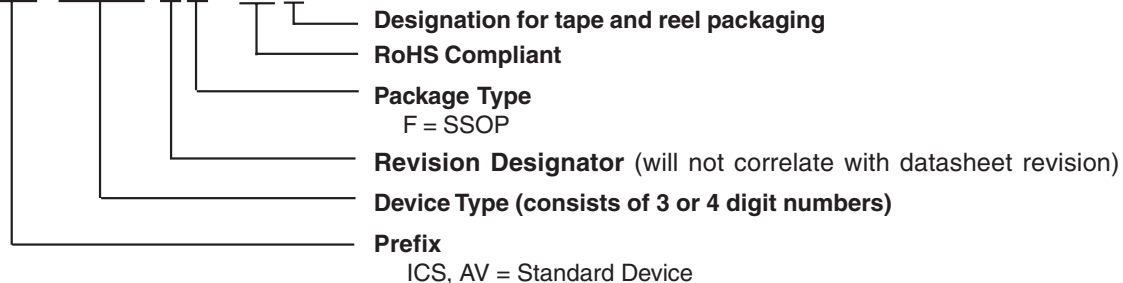 Designation for tape and reel packaging
RoHS Compliant
Package Type
F = SSOP
Revision Designator (will not correlate with datasheet revision)
Device Type (consists of 3 or 4 digit numbers)
Prefix
ICS, AV = Standard Device